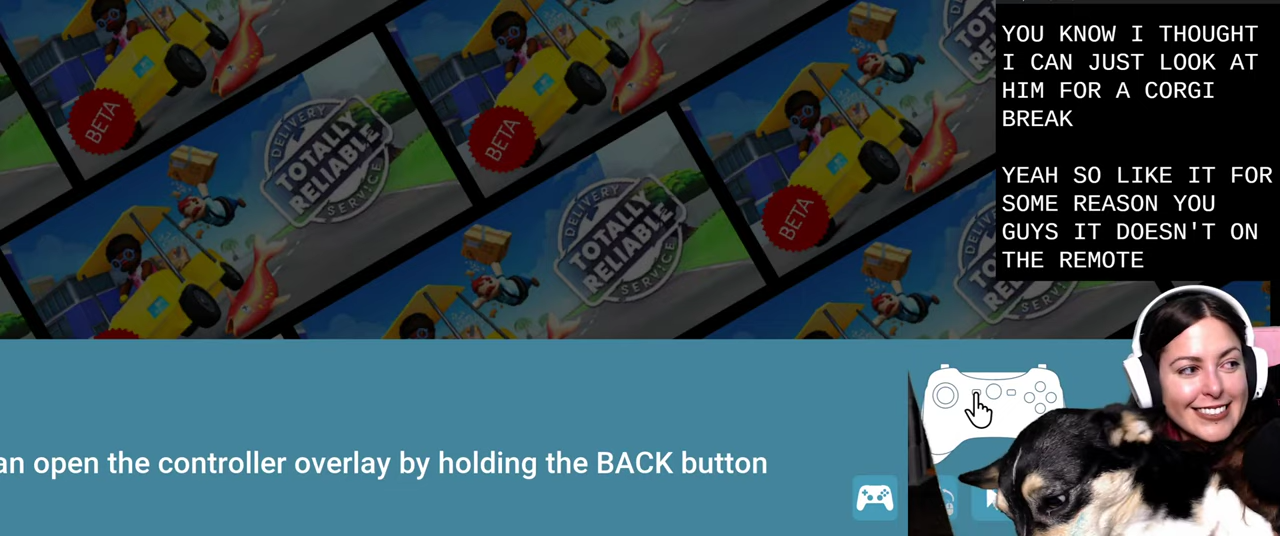 YOU KNOW I THOUGHT
I CAN JUST LOOK AT
HIM FOR A CORGI
BREAK
YEAH SO LIKE IT FOR
SOME REASON YOU
GUYS IT DOESN'T ON
THE REMOTE
BETA
BETA
BETA
DELIVERY
TOTALLY
RELIABLE
SERVICE
DELIVERY
TOTALLY
RELIABLE
SERVICE
an open the controller overlay by holding the BACK button